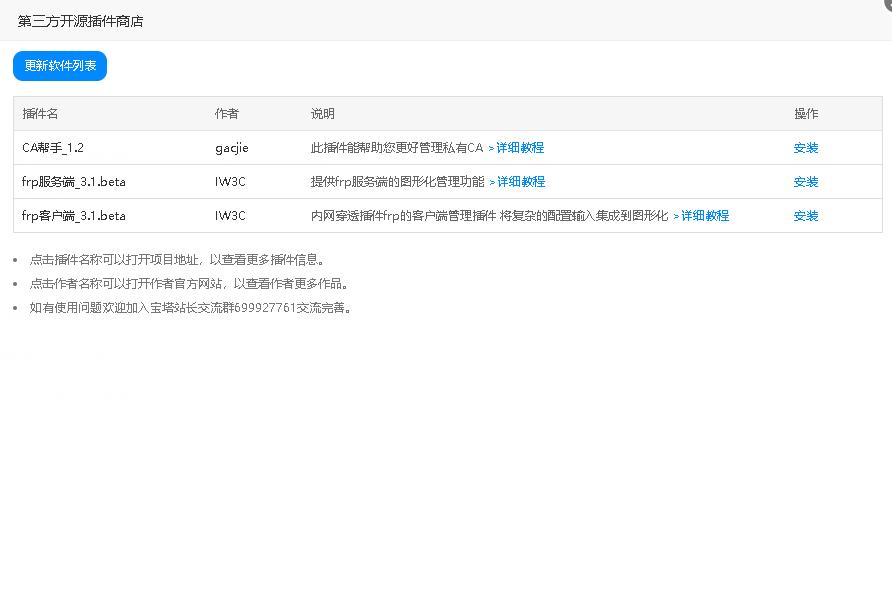 第三方开源插件商店
更新软件列表
插件名 作者 说明 操作
CA帮手_1.2 gacjie 此插件能帮助您更好管理私有CA >详细教程 安装
frp服务端_3.1.beta IW3C 提供frp服务端的图形化管理功能 >详细教程 安装
frp客户端_3.1.beta IW3C 内网穿透插件frp的客户端管理插件 将复杂的配置输入集成到图形化 >详细教程 安装
• 点击插件名称可以打开项目地址，以查看更多插件信息。
• 点击作者名称可以打开作者官方网站，以查看作者更多作品。
• 如有使用问题欢迎加入宝塔站长交流群699927761交流完善。